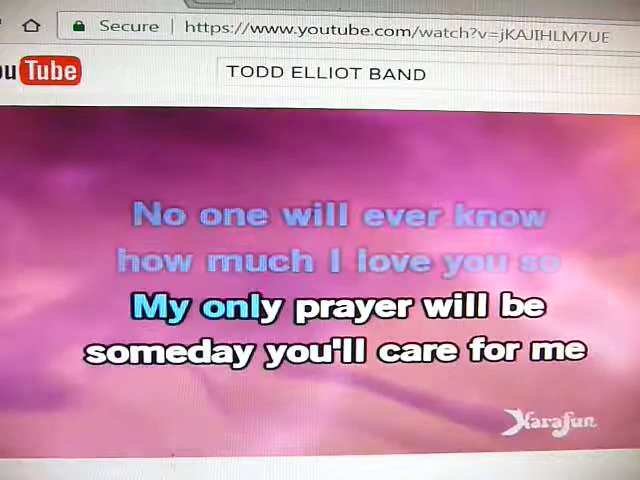 Secure https://www.youtube.com/watch?v=jKAJIHLM7UE
uTube
TODD ELLIOT BAND
No one will ever know
how much I love you so
My only prayer will be
someday you'll care for me
Karafun